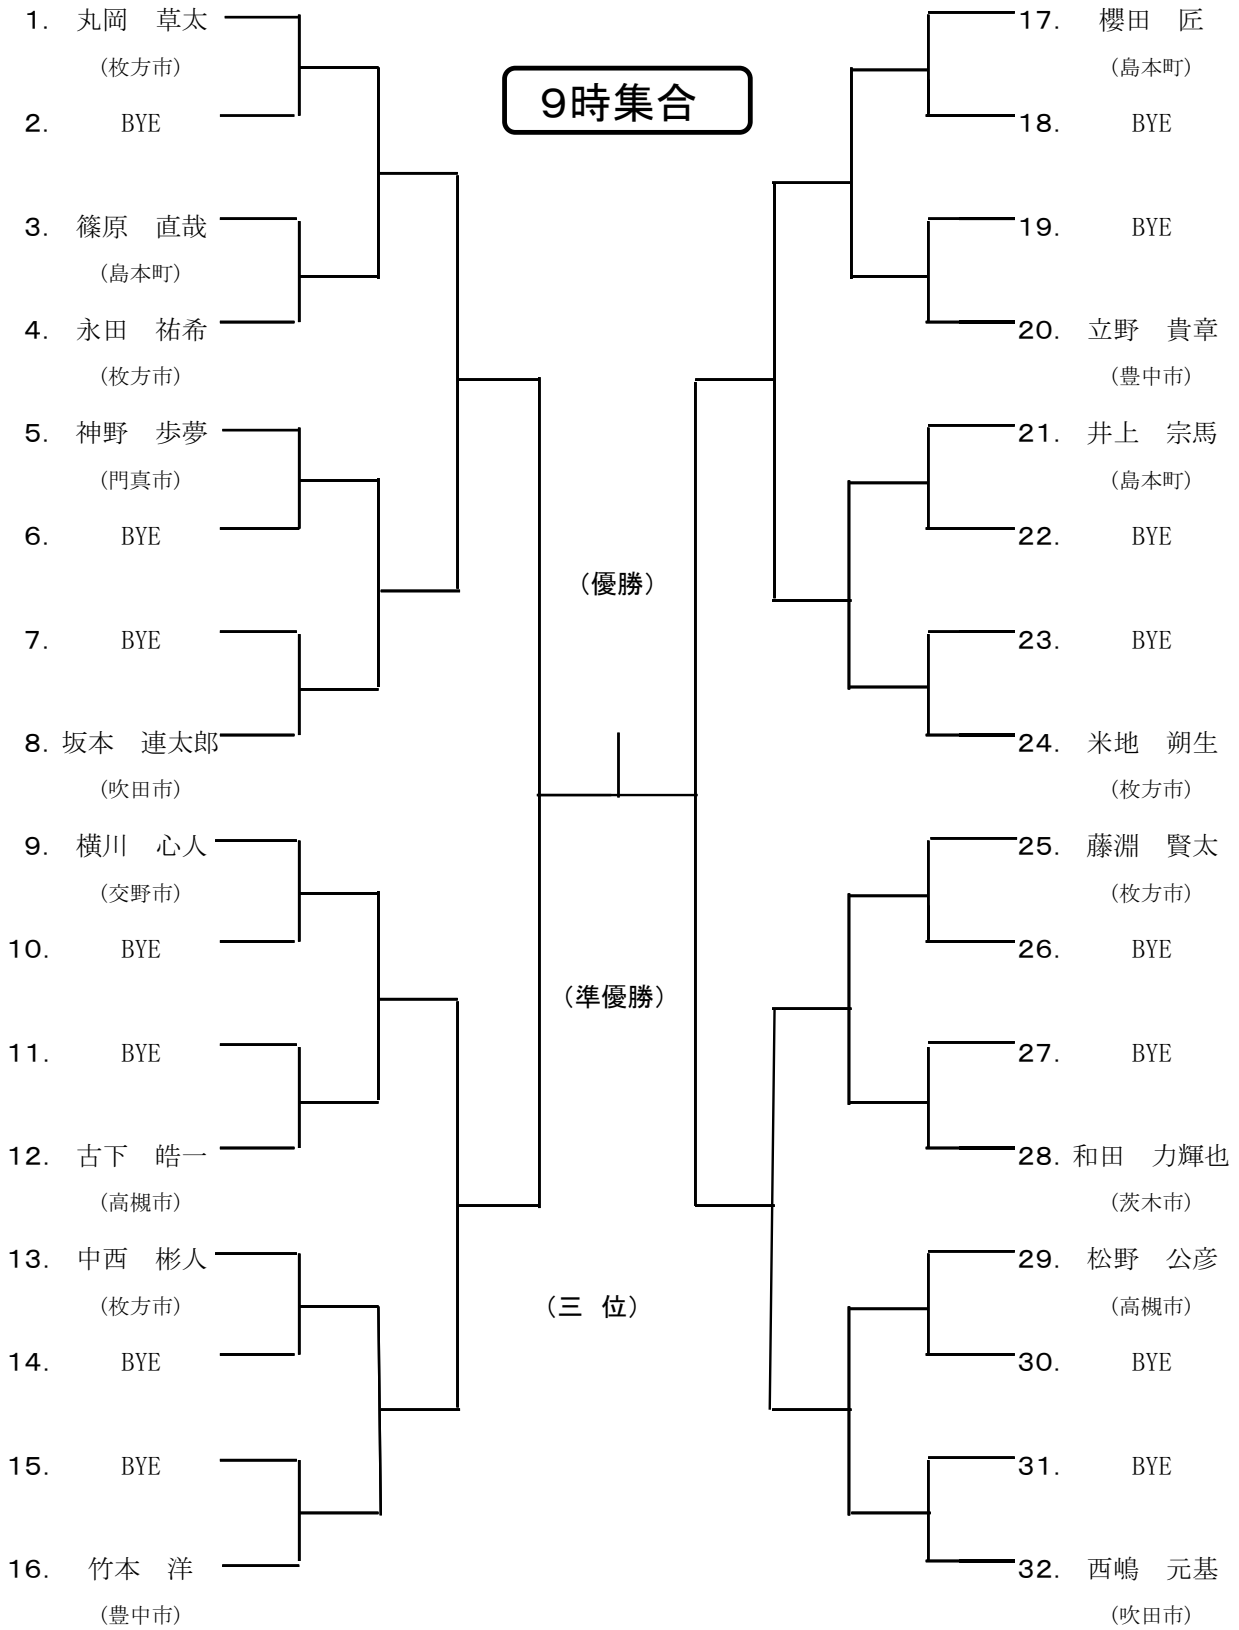 9時集合
1. 丸岡　草太
(枚方市)
2. BYE
3. 篠原　直哉
(島本町)
4. 永田　祐希
(枚方市)
5. 神野　歩夢
(門真市)
6. BYE
7. BYE
8. 坂本　連太郎
(吹田市)
9. 横川　心人
(交野市)
10. BYE
11. BYE
12. 古下　皓一
(高槻市)
13. 中西　彬人
(枚方市)
14. BYE
15. BYE
16. 竹本　洋
(豊中市)
(優勝)
(準優勝)
(三　位)
17. 櫻田　匠
(島本町)
18. BYE
19. BYE
20. 立野　貴章
(豊中市)
21. 井上　宗馬
(島本町)
22. BYE
23. BYE
24. 米地　朔生
(枚方市)
25. 藤淵　賢太
(枚方市)
26. BYE
27. BYE
28. 和田　力輝也
(茨木市)
29. 松野　公彦
(高槻市)
30. BYE
31. BYE
32. 西嶋　元基
(吹田市)